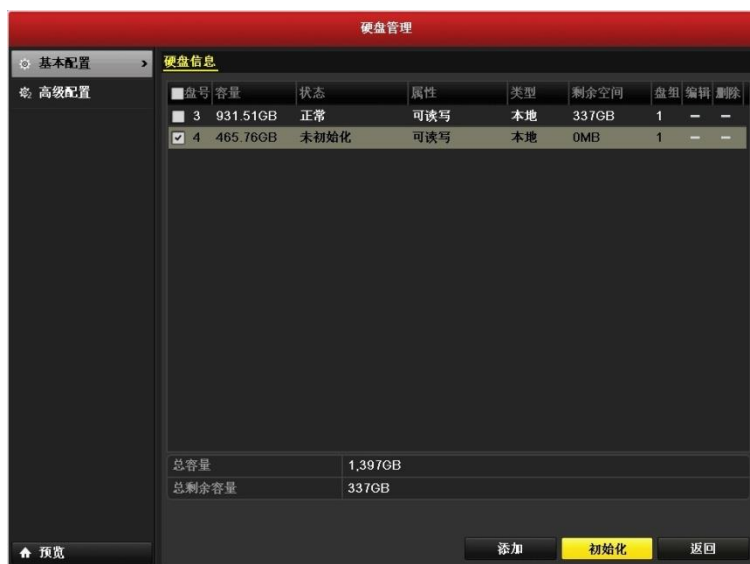 硬盘管理
基本配置
高级配置
预览
硬盘信息
盘号 容量 状态 属性 类型 剩余空间 盘组 编辑 删除
3 931.51GB 正常 可读写 本地 337GB 1 — —
4 465.76GB 未初始化 可读写 本地 0MB 1 — —
总容量 1,397GB
总剩余容量 337GB
添加 初始化 返回